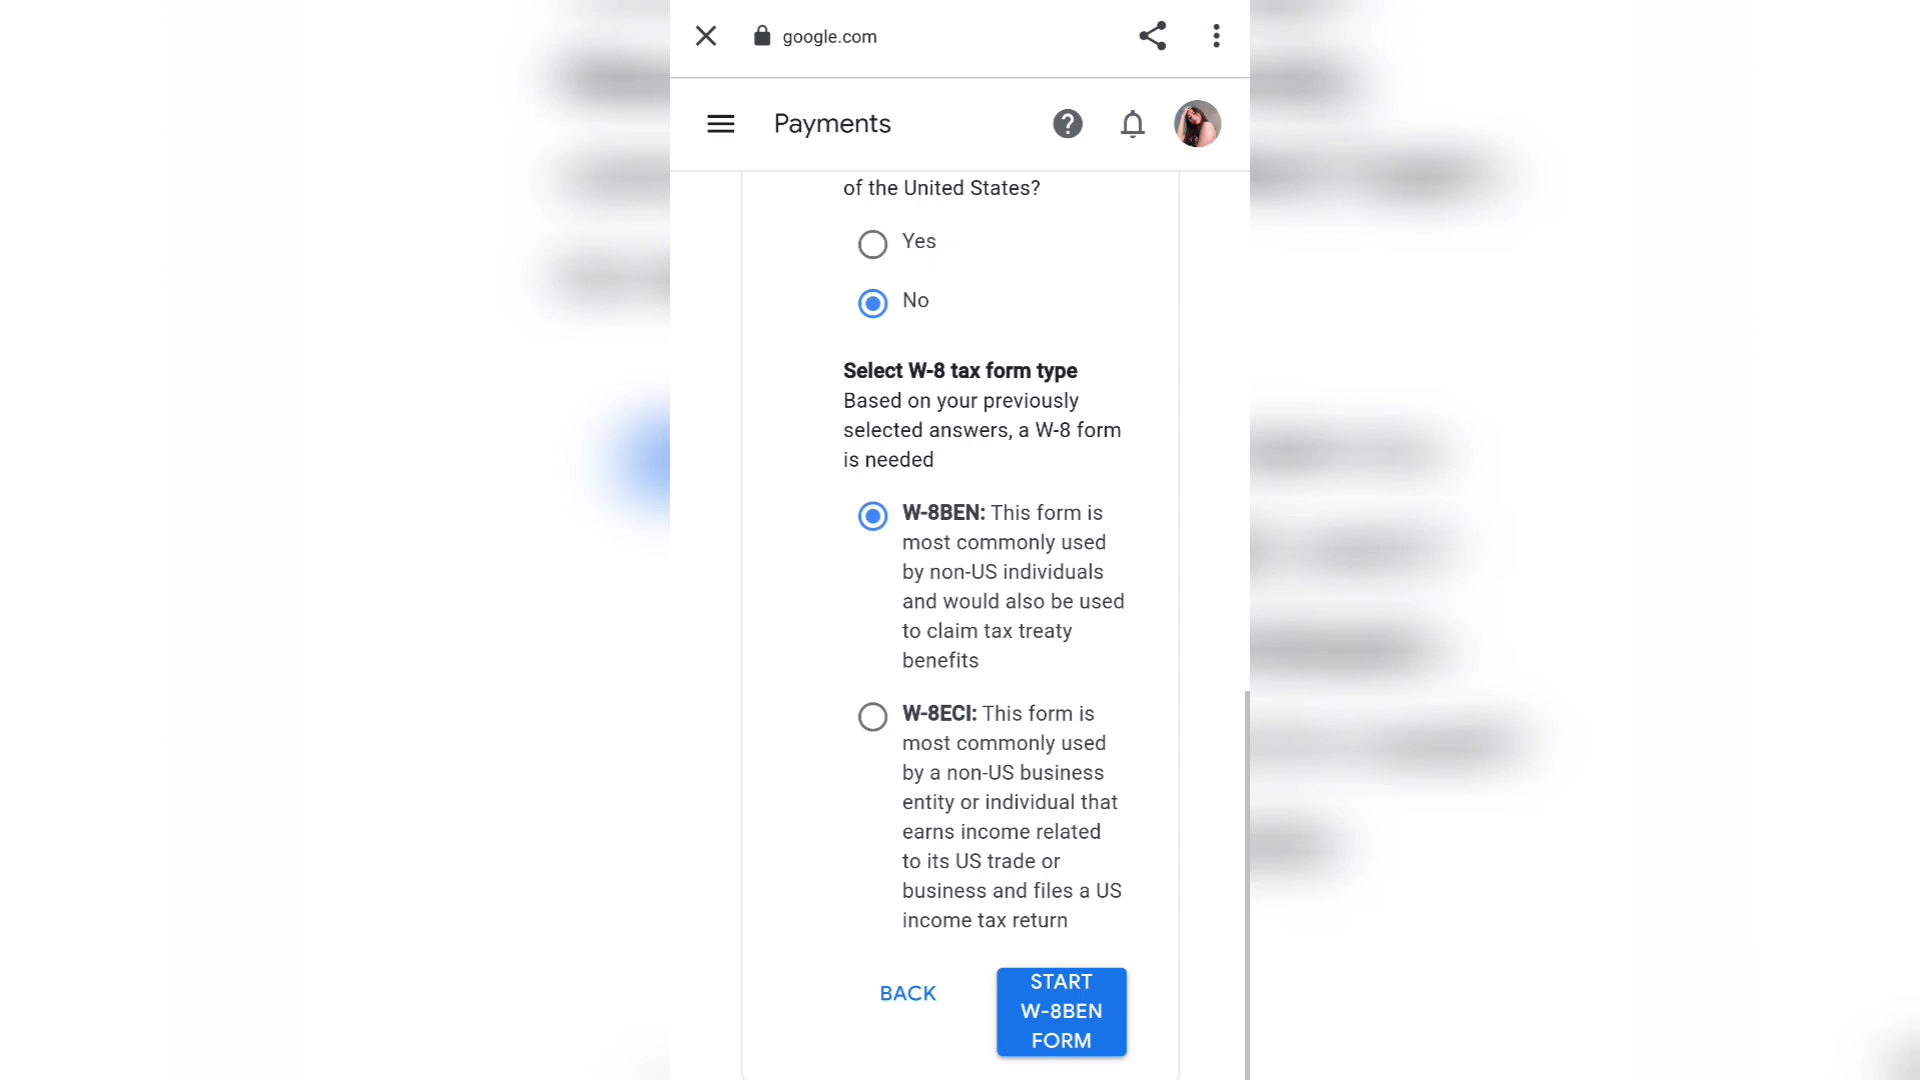 google.com
Payments
of the United States?
Yes
No
Select W-8 tax form type
Based on your previously
selected answers, a W-8 form
is needed
W-8BEN: This form is
most commonly used
by non-US individuals
and would also be used
to claim tax treaty
benefits
W-8ECI: This form is
most commonly used
by a non-US business
entity or individual that
earns income related
to its US trade or
business and files a US
income tax return
BACK
START
W-8BEN
FORM